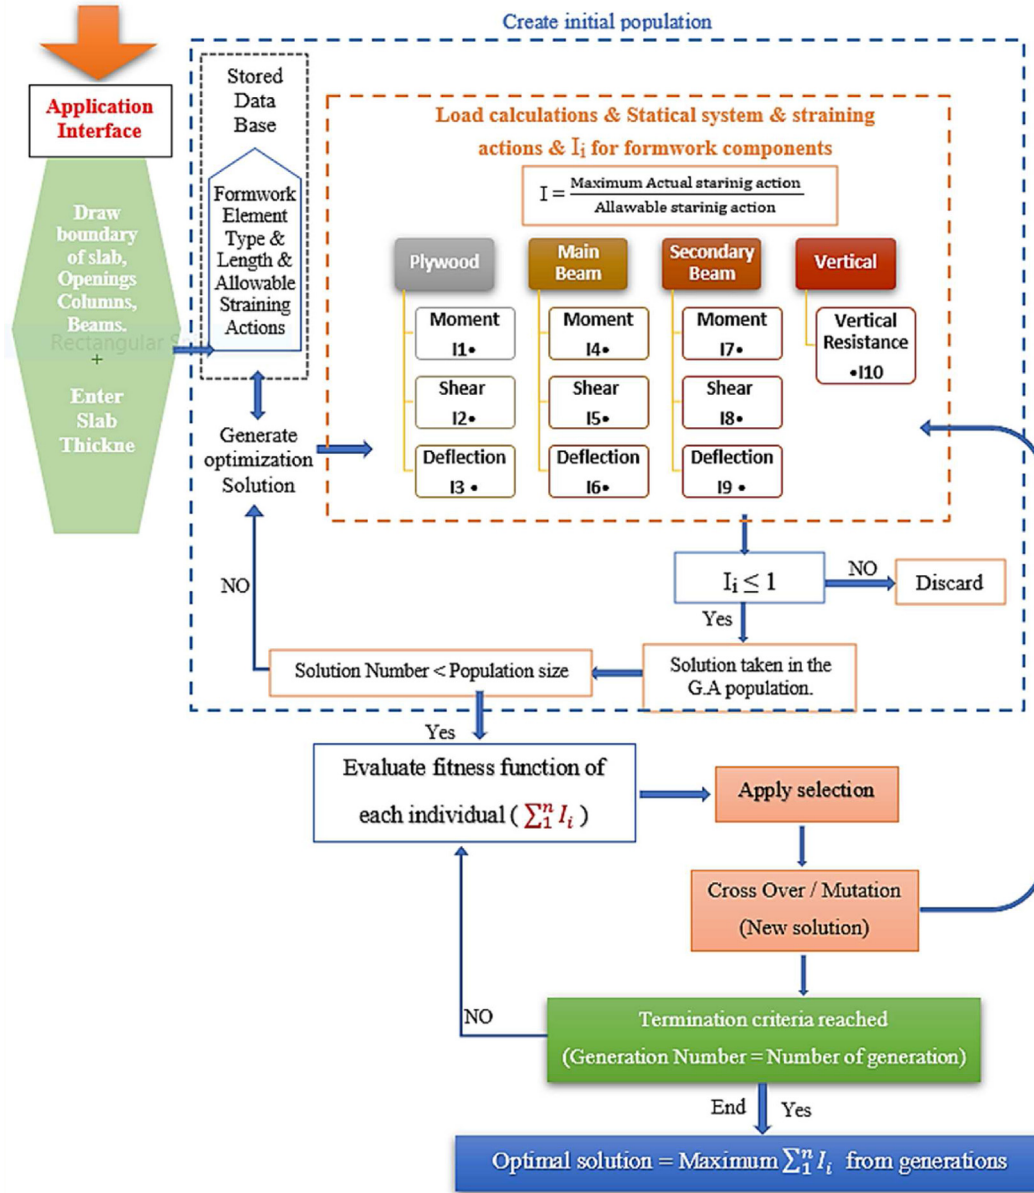 Create initial population
Application
Interface
Draw
boundary
of slab,
Openings
Columns,
Beams.
Rectangular S
+
Enter
Slab
Thickne
Stored
Data
Base
Formwork
Element
Type &
Length &
Allowable
Straining
Actions
Generate
optimization
Solution
Load calculations & Statical system & straining
actions & Ii for formwork components
I = Maximum Actual starinig action
Allawable starinig action
Plywood
Moment
I1•
Shear
I2•
Deflection
I3 •
Main
Beam
Moment
I4•
Shear
I5•
Deflection
I6•
Secondary
Beam
Moment
I7•
Shear
I8•
Deflection
I9 •
Vertical
Vertical
Resistance
•I10
Ii ≤ 1
NO
Discard
Yes
Solution taken in the
G.A population.
Solution Number < Population size
NO
Yes
Evaluate fitness function of
each individual ( ∑₁ⁿ Ii )
Apply selection
Cross Over / Mutation
(New solution)
Termination criteria reached
(Generation Number = Number of generation)
NO
End Yes
Optimal solution = Maximum ∑₁ⁿ Ii from generations